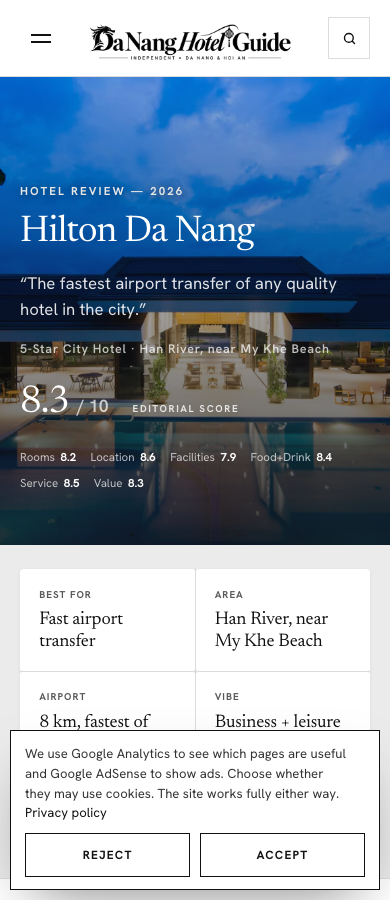 Da Nang Hotel Guide
INDEPENDENT • DA NANG & HOI AN
HOTEL REVIEW — 2026
Hilton Da Nang
“The fastest airport transfer of any quality
hotel in the city.”
5-Star City Hotel · Han River, near My Khe Beach
8.3 / 10 EDITORIAL SCORE
Rooms 8.2 Location 8.6 Facilities 7.9 Food+Drink 8.4
Service 8.5 Value 8.3
BEST FOR
Fast airport
transfer
AREA
Han River, near
My Khe Beach
AIRPORT
8 km, fastest of
VIBE
Business + leisure
We use Google Analytics to see which pages are useful
and Google AdSense to show ads. Choose whether
they may use cookies. The site works fully either way.
Privacy policy
REJECT
ACCEPT